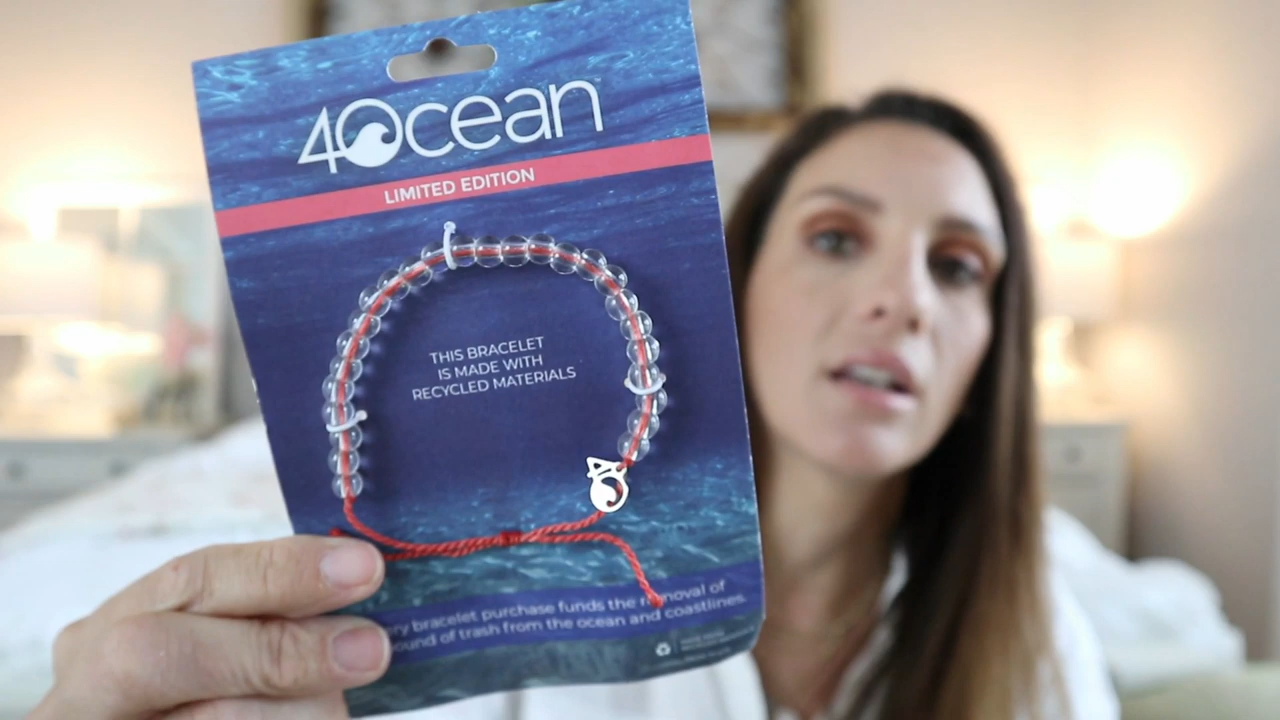 4Ocean
LIMITED EDITION
THIS BRACELET
IS MADE WITH
RECYCLED MATERIALS
bracelet purchase funds the removal of
of trash from the ocean and coastlines.